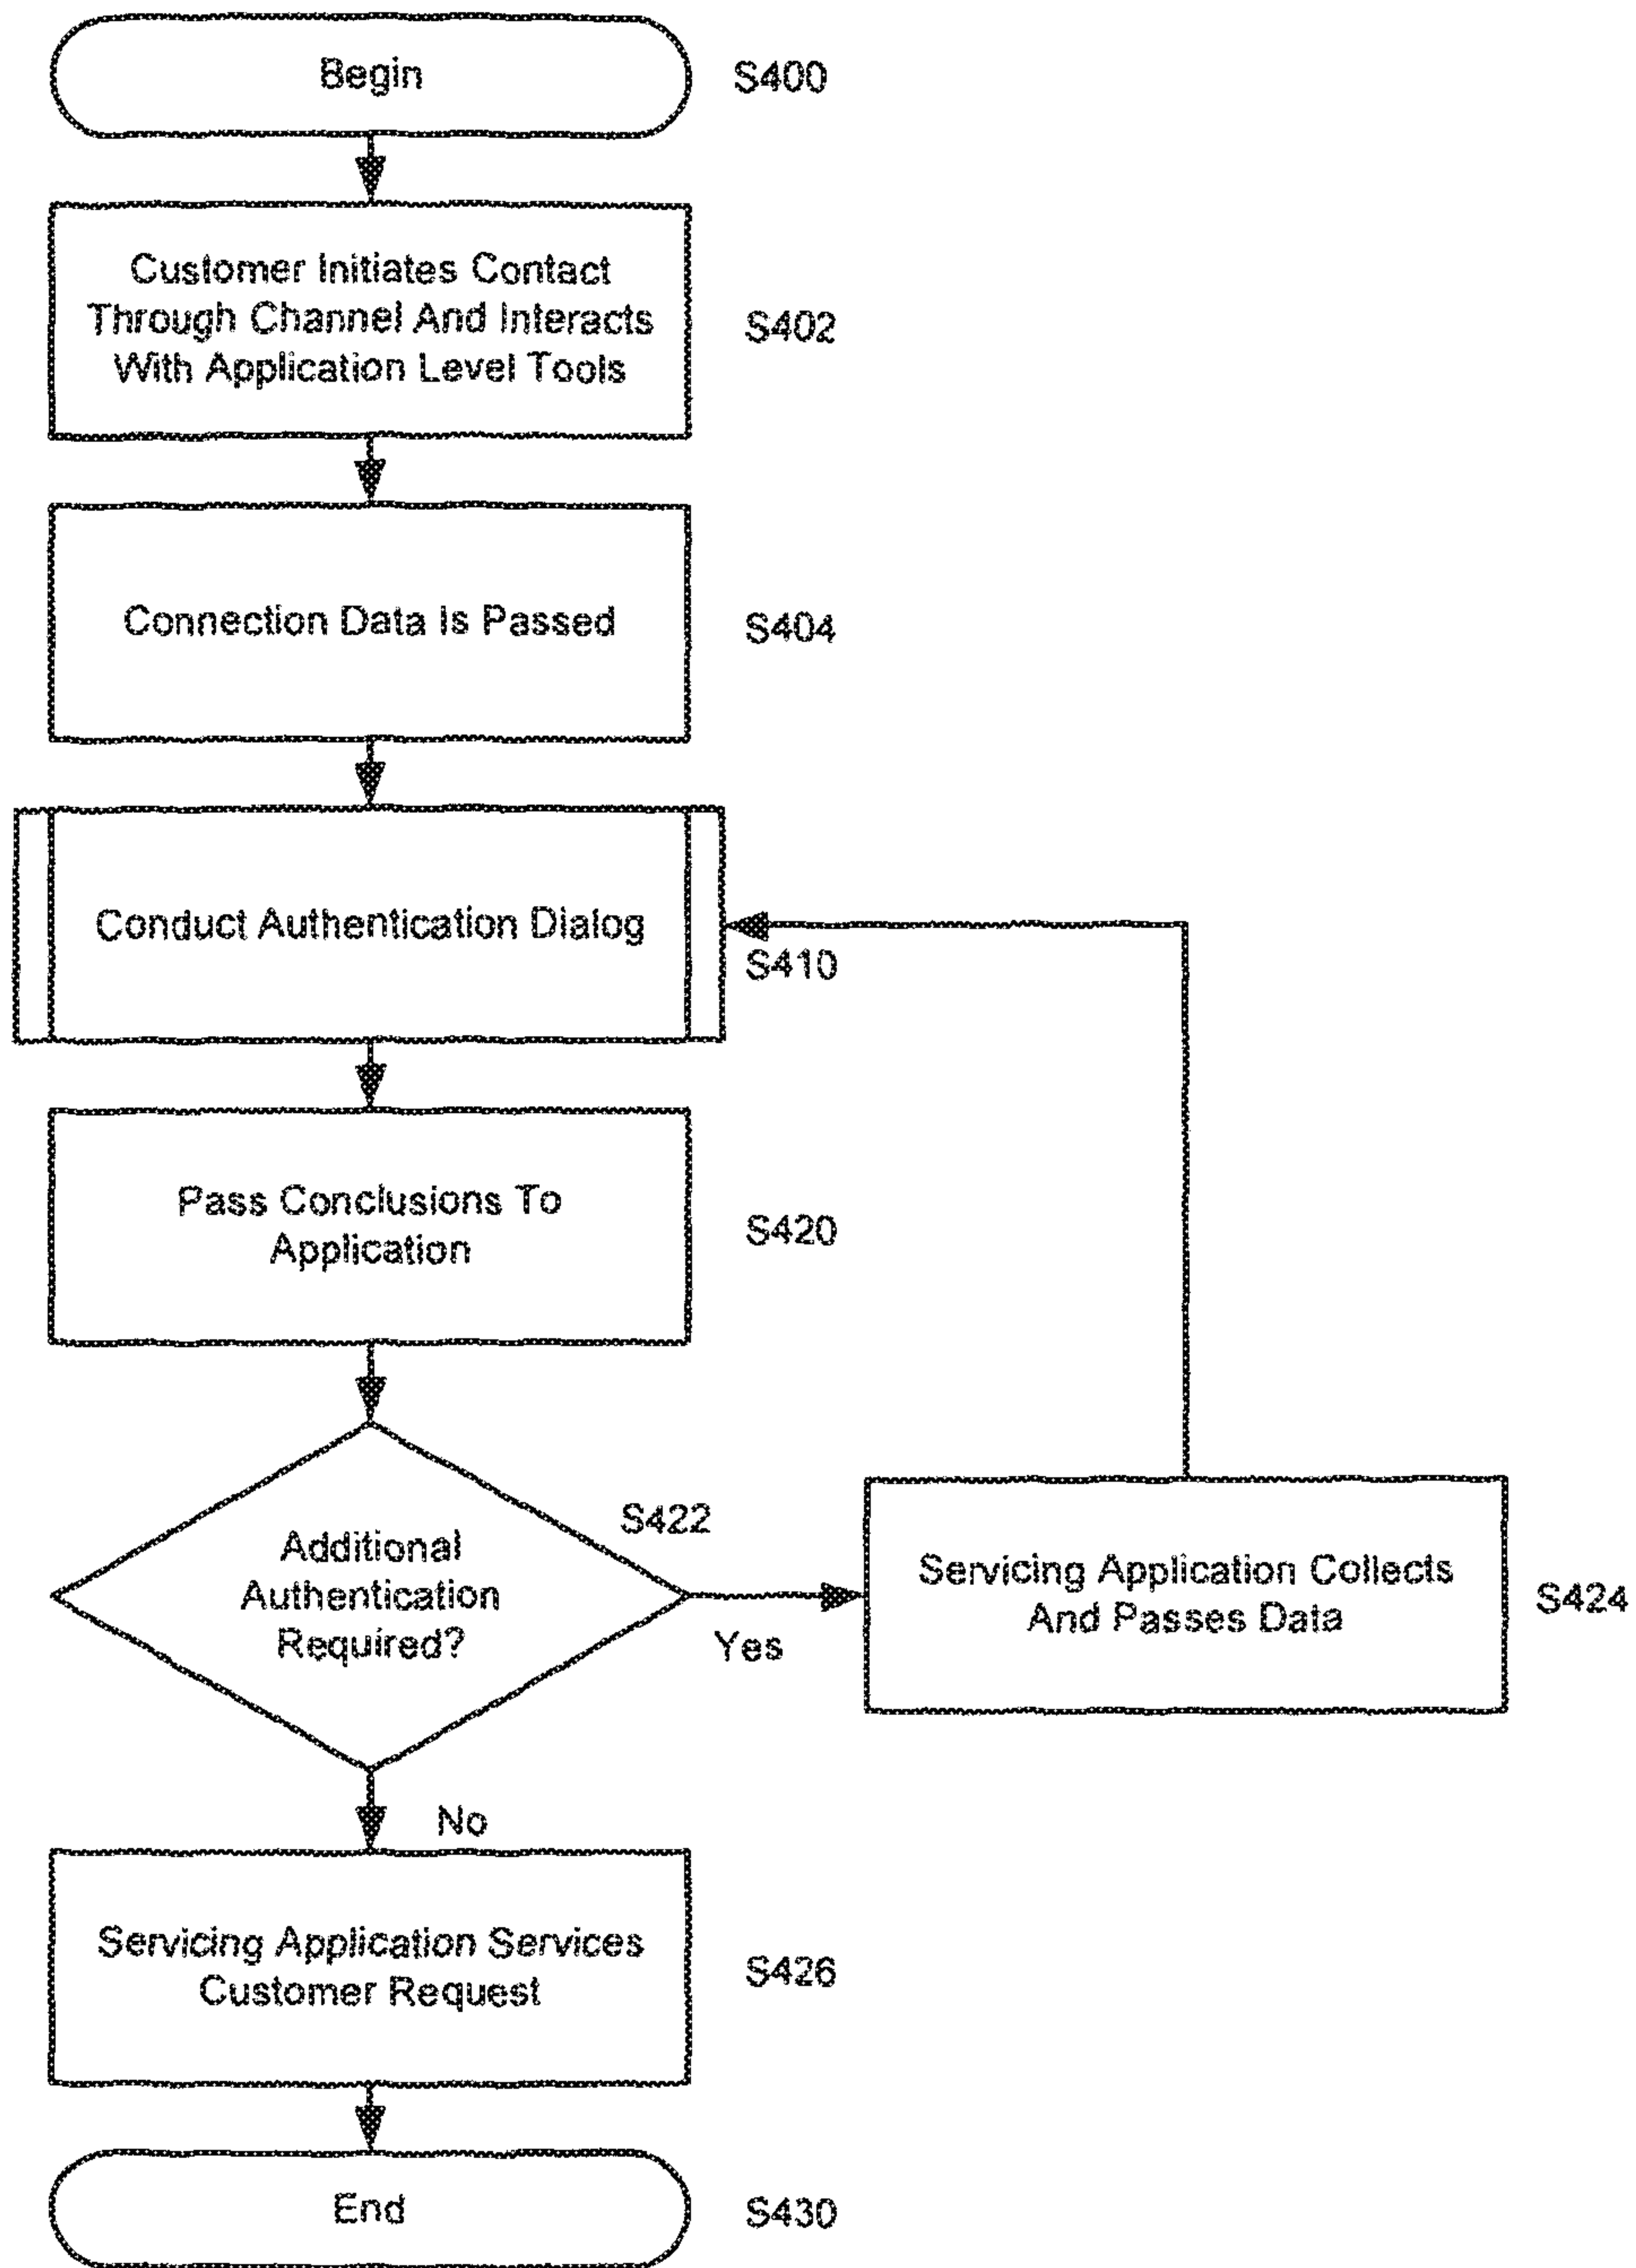 Begin
S400
Customer Initiates Contact
Through Channel And Interacts
With Application Level Tools
S402
Connection Data Is Passed
S404
Conduct Authentication Dialog
S410
Pass Conclusions To
Application
S420
Additional
Authentication
Required?
S422
Yes
Servicing Application Collects
And Passes Data
S424
No
Servicing Application Services
Customer Request
S426
End
S430